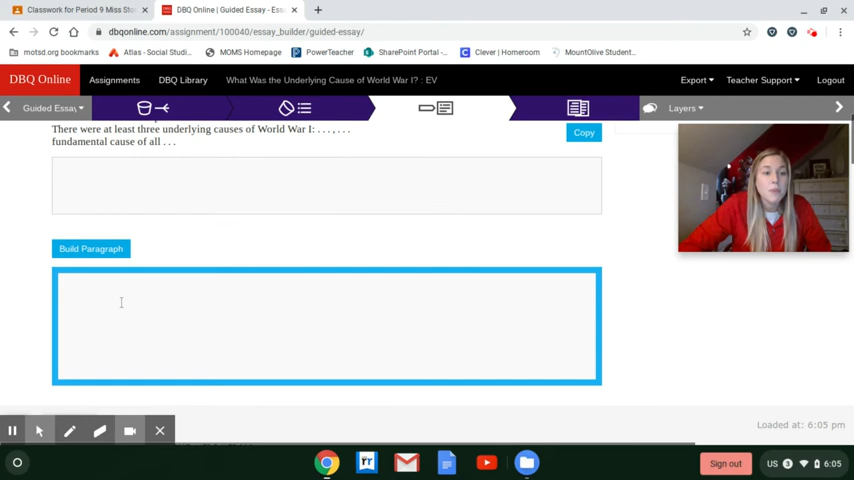 Classwork for Period 9 Miss Sto
DBQ Online - Guided Essay - Ess
dbqonline.com/assignment/100040/essay_builder/guided-essay/
motsd.org bookmarks
Atlas - Social Studi...
MOMS Homepage
PowerTeacher
SharePoint Portal -...
Clever | Homeroom
MountOlive Student...
DBQ Online
Assignments
DBQ Library
What Was the Underlying Cause of World War I? : EV
Export
Teacher Support
Logout
Guided Essay
Layers
There were at least three underlying causes of World War I: . . . , . . .
fundamental cause of all . . .
Copy
Build Paragraph
Loaded at: 6:05 pm
Sign out
US 3 6:05